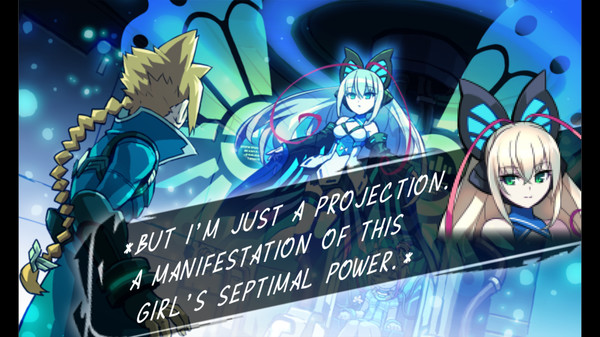 *BUT I'M JUST A PROJECTION.
A MANIFESTATION OF THIS
GIRL'S SEPTIMAL POWER.*